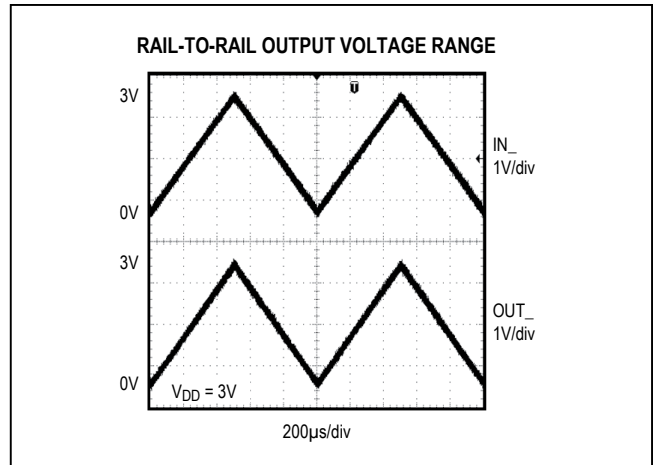 RAIL-TO-RAIL OUTPUT VOLTAGE RANGE
3V
T
IN_
1V/div
0V
3V
OUT_
1V/div
0V
VDD = 3V
200µs/div